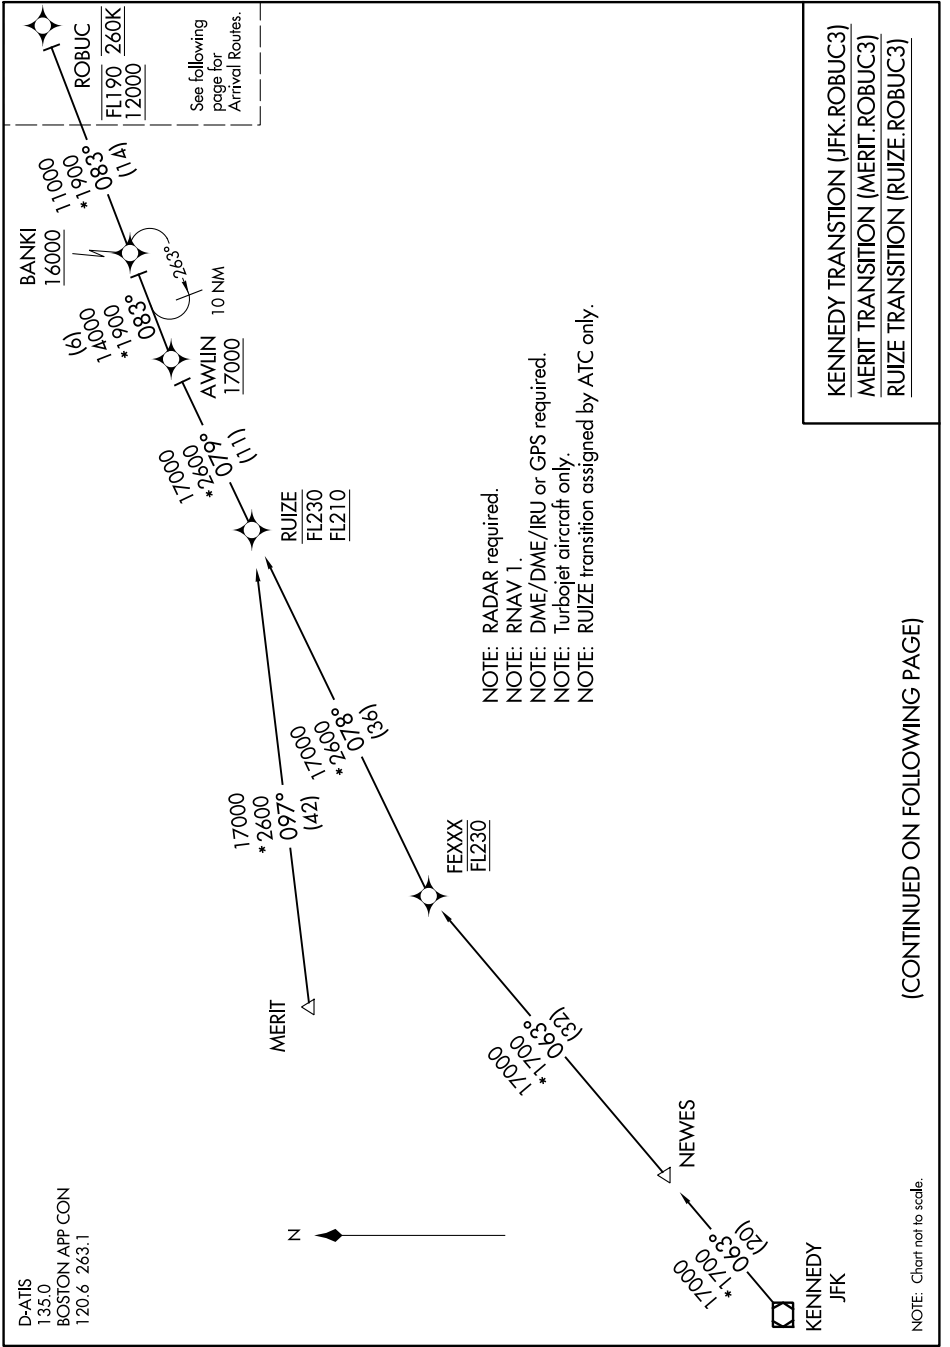 D-ATIS
135.0
BOSTON APP CON
120.6 263.1
N
KENNEDY
JFK
17000
*1700
063°
(20)
NEWES
17000
*1700
063°
(32)
FEXXX
FL230
17000
*2600
078°
(36)
MERIT
17000
*2600
097°
(42)
RUIZE
FL230
FL210
17000
*2600
079°
(11)
AWLIN
17000
(6)
14000
*1900
083°
BANKI
16000
263°
10 NM
11000
*1900
083°
(14)
ROBUC
FL190 260K
12000
See following
page for
Arrival Routes.
NOTE: RADAR required.
NOTE: RNAV 1.
NOTE: DME/DME/IRU or GPS required.
NOTE: Turbojet aircraft only.
NOTE: RUIZE transition assigned by ATC only.
KENNEDY TRANSTION (JFK.ROBUC3)
MERIT TRANSITION (MERIT.ROBUC3)
RUIZE TRANSITION (RUIZE.ROBUC3)
(CONTINUED ON FOLLOWING PAGE)
NOTE: Chart not to scale.